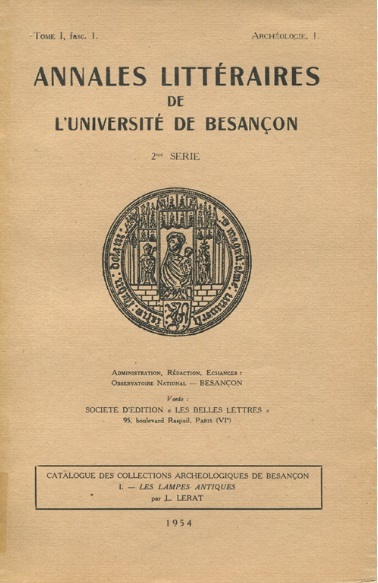 Tome I, fasc. 1.
Archéologie, 1.
ANNALES LITTÉRAIRES
DE
L'UNIVERSITÉ DE BESANÇON
2me SERIE
Administration, Rédaction, Echanges :
Observatoire National — BESANÇON
Vente :
SOCIETE D'EDITION « LES BELLES LETTRES »
95, boulevard Raspail, Paris (VIe)
CATALOGUE DES COLLECTIONS ARCHEOLOGIQUES DE BESANÇON
I. — LES LAMPES ANTIQUES
par L. LERAT
1954